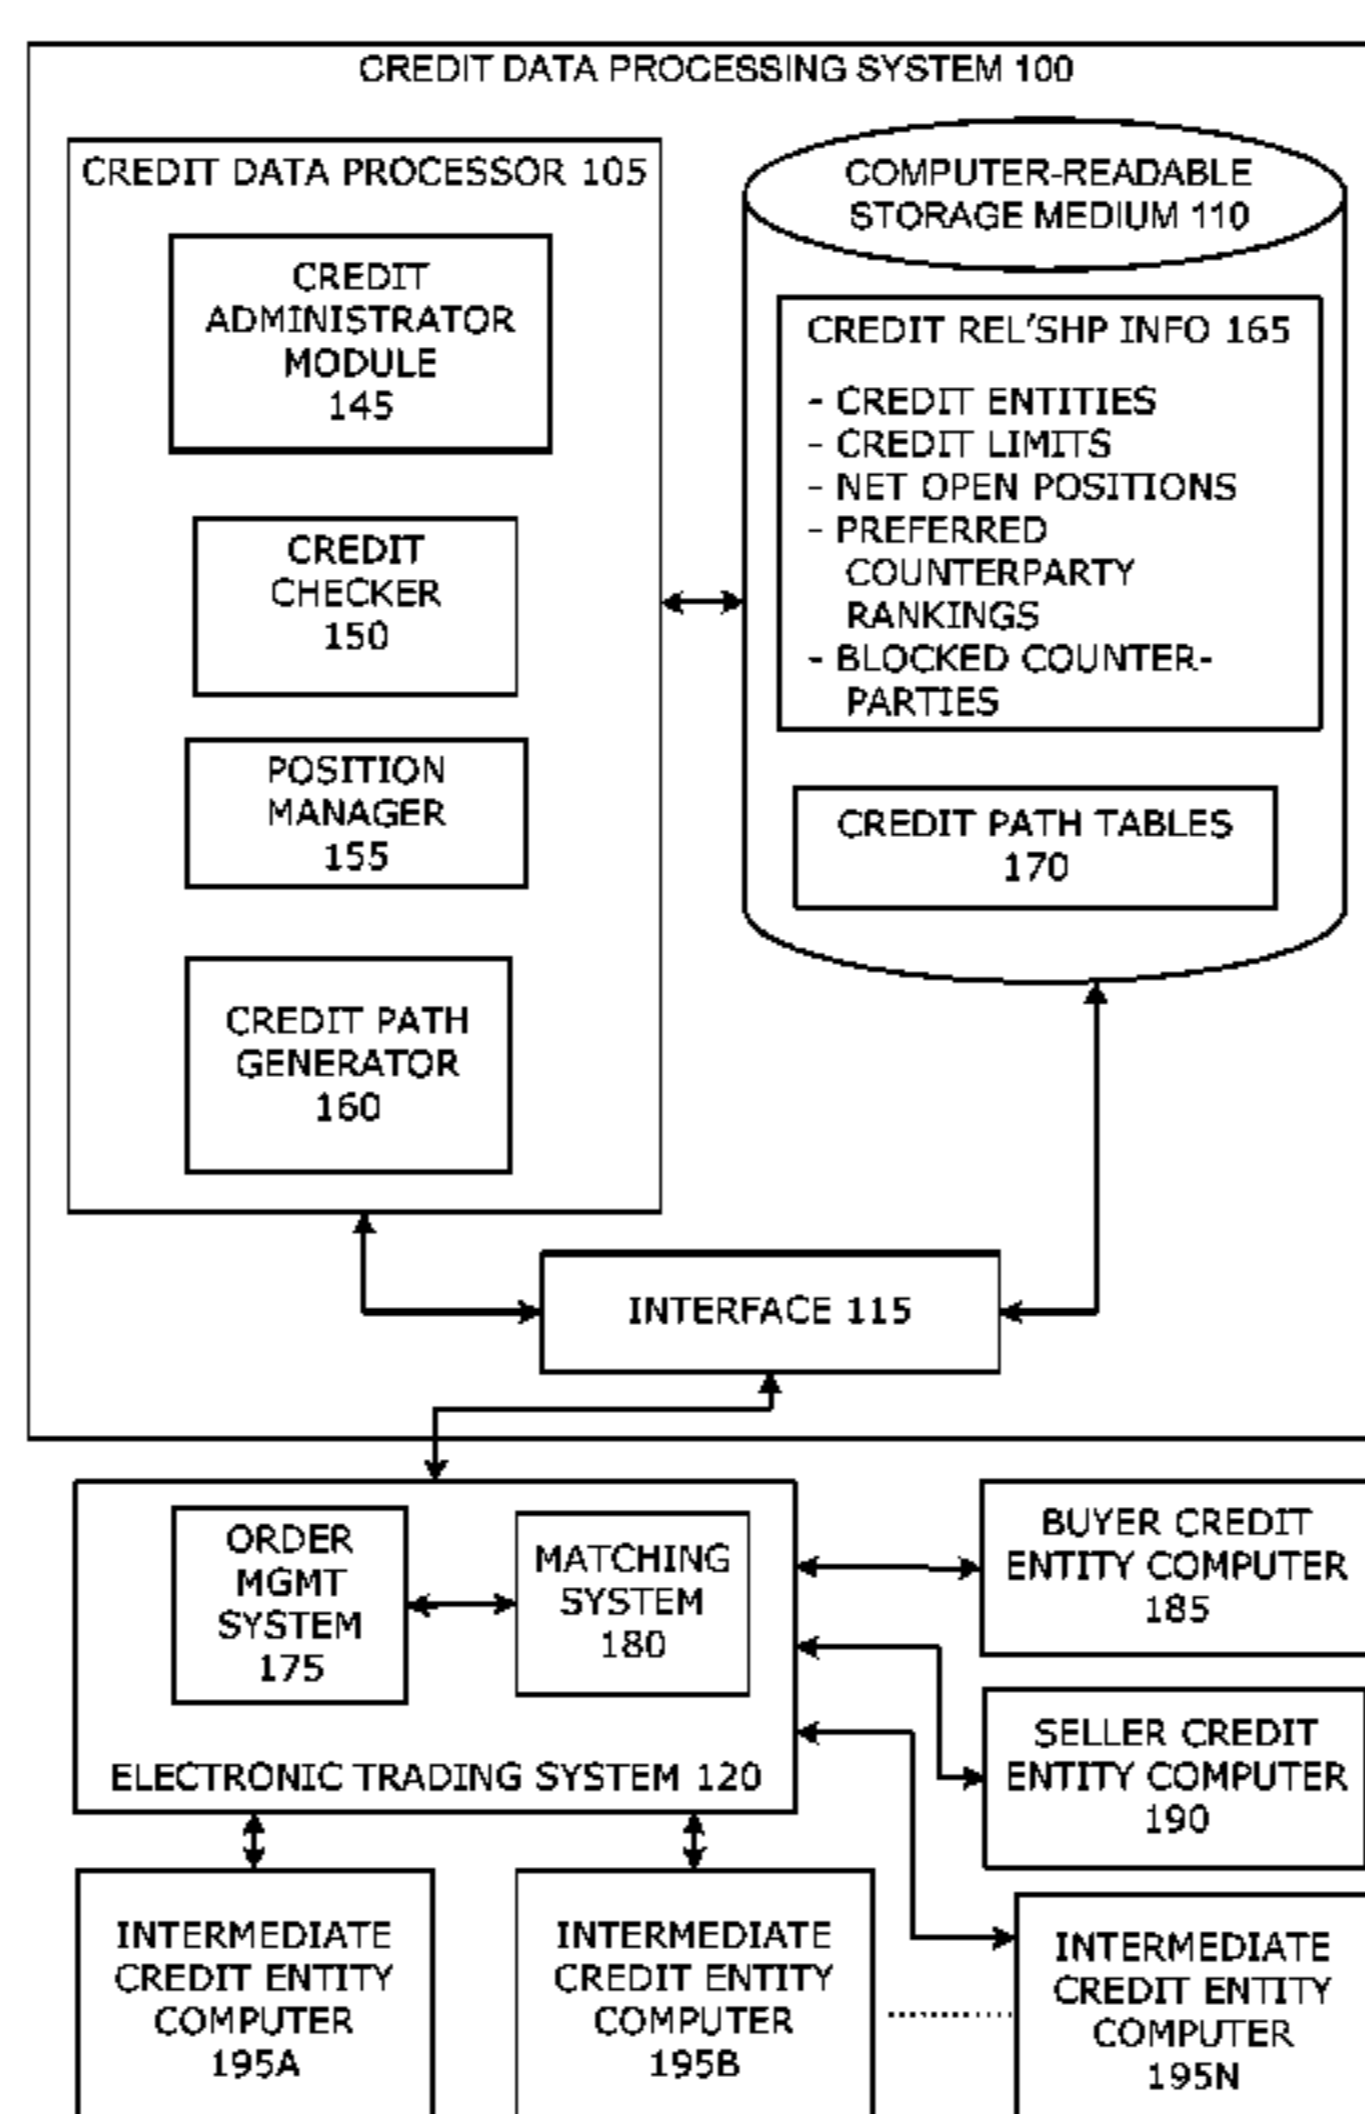 CREDIT DATA PROCESSING SYSTEM 100
CREDIT DATA PROCESSOR 105
CREDIT
ADMINISTRATOR
MODULE
145
CREDIT
CHECKER
150
POSITION
MANAGER
155
CREDIT PATH
GENERATOR
160
COMPUTER-READABLE
STORAGE MEDIUM 110
CREDIT REL'SHP INFO 165
- CREDIT ENTITIES
- CREDIT LIMITS
- NET OPEN POSITIONS
- PREFERRED
COUNTERPARTY
RANKINGS
- BLOCKED COUNTER-
PARTIES
CREDIT PATH TABLES
170
INTERFACE 115
ORDER
MGMT
SYSTEM
175
MATCHING
SYSTEM
180
ELECTRONIC TRADING SYSTEM 120
BUYER CREDIT
ENTITY COMPUTER
185
SELLER CREDIT
ENTITY COMPUTER
190
INTERMEDIATE
CREDIT ENTITY
COMPUTER
195A
INTERMEDIATE
CREDIT ENTITY
COMPUTER
195B
INTERMEDIATE
CREDIT ENTITY
COMPUTER
195N